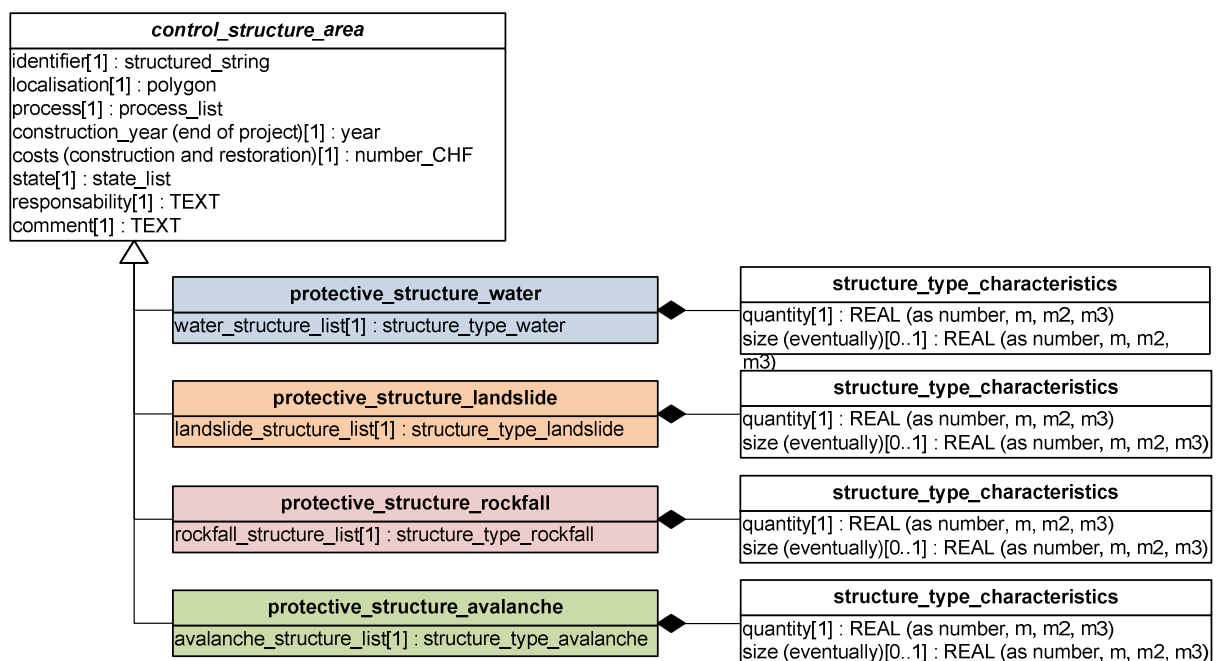 control_structure_area
identifier[1] : structured_string
localisation[1] : polygon
process[1] : process_list
construction_year (end of project)[1] : year
costs (construction and restoration)[1] : number_CHF
state[1] : state_list
responsability[1] : TEXT
comment[1] : TEXT
protective_structure_water
water_structure_list[1] : structure_type_water
structure_type_characteristics
quantity[1] : REAL (as number, m, m2, m3)
size (eventually)[0..1] : REAL (as number, m, m2,
m3)
protective_structure_landslide
landslide_structure_list[1] : structure_type_landslide
structure_type_characteristics
quantity[1] : REAL (as number, m, m2, m3)
size (eventually)[0..1] : REAL (as number, m, m2, m3)
protective_structure_rockfall
rockfall_structure_list[1] : structure_type_rockfall
structure_type_characteristics
quantity[1] : REAL (as number, m, m2, m3)
size (eventually)[0..1] : REAL (as number, m, m2, m3)
protective_structure_avalanche
avalanche_structure_list[1] : structure_type_avalanche
structure_type_characteristics
quantity[1] : REAL (as number, m, m2, m3)
size (eventually)[0..1] : REAL (as number, m, m2, m3)